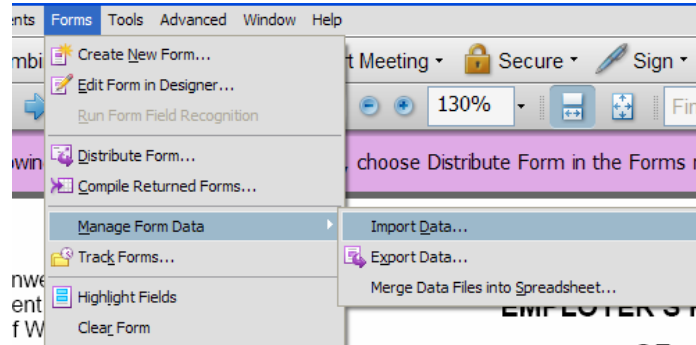 Forms Tools Advanced Window Help
Create New Form...
t Meeting Secure Sign
Edit Form in Designer...
Run Form Field Recognition
130%
Distribute Form...
, choose Distribute Form in the Forms
Compile Returned Forms...
Manage Form Data
Import Data...
Track Forms...
Export Data...
Highlight Fields
Merge Data Files into Spreadsheet...
Clear Form